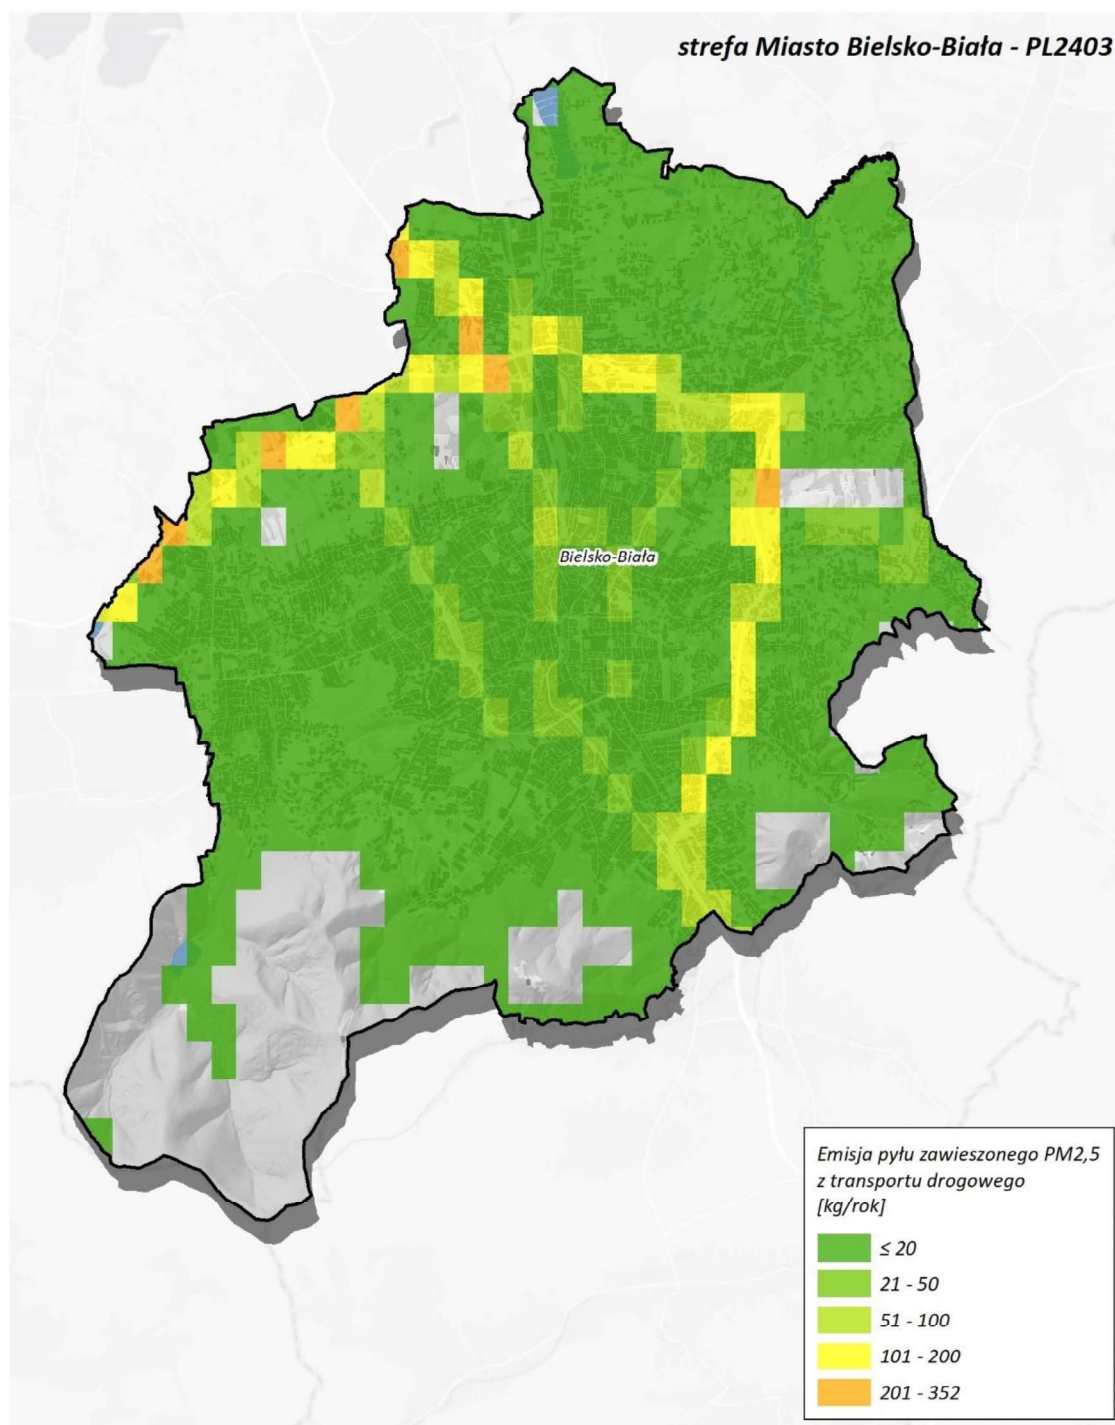 strefa Miasto Bielsko-Biała - PL2403
Bielsko-Biała
Emisja pyłu zawieszonego PM2,5
z transportu drogowego
[kg/rok]
≤ 20
21 - 50
51 - 100
101 - 200
201 - 352